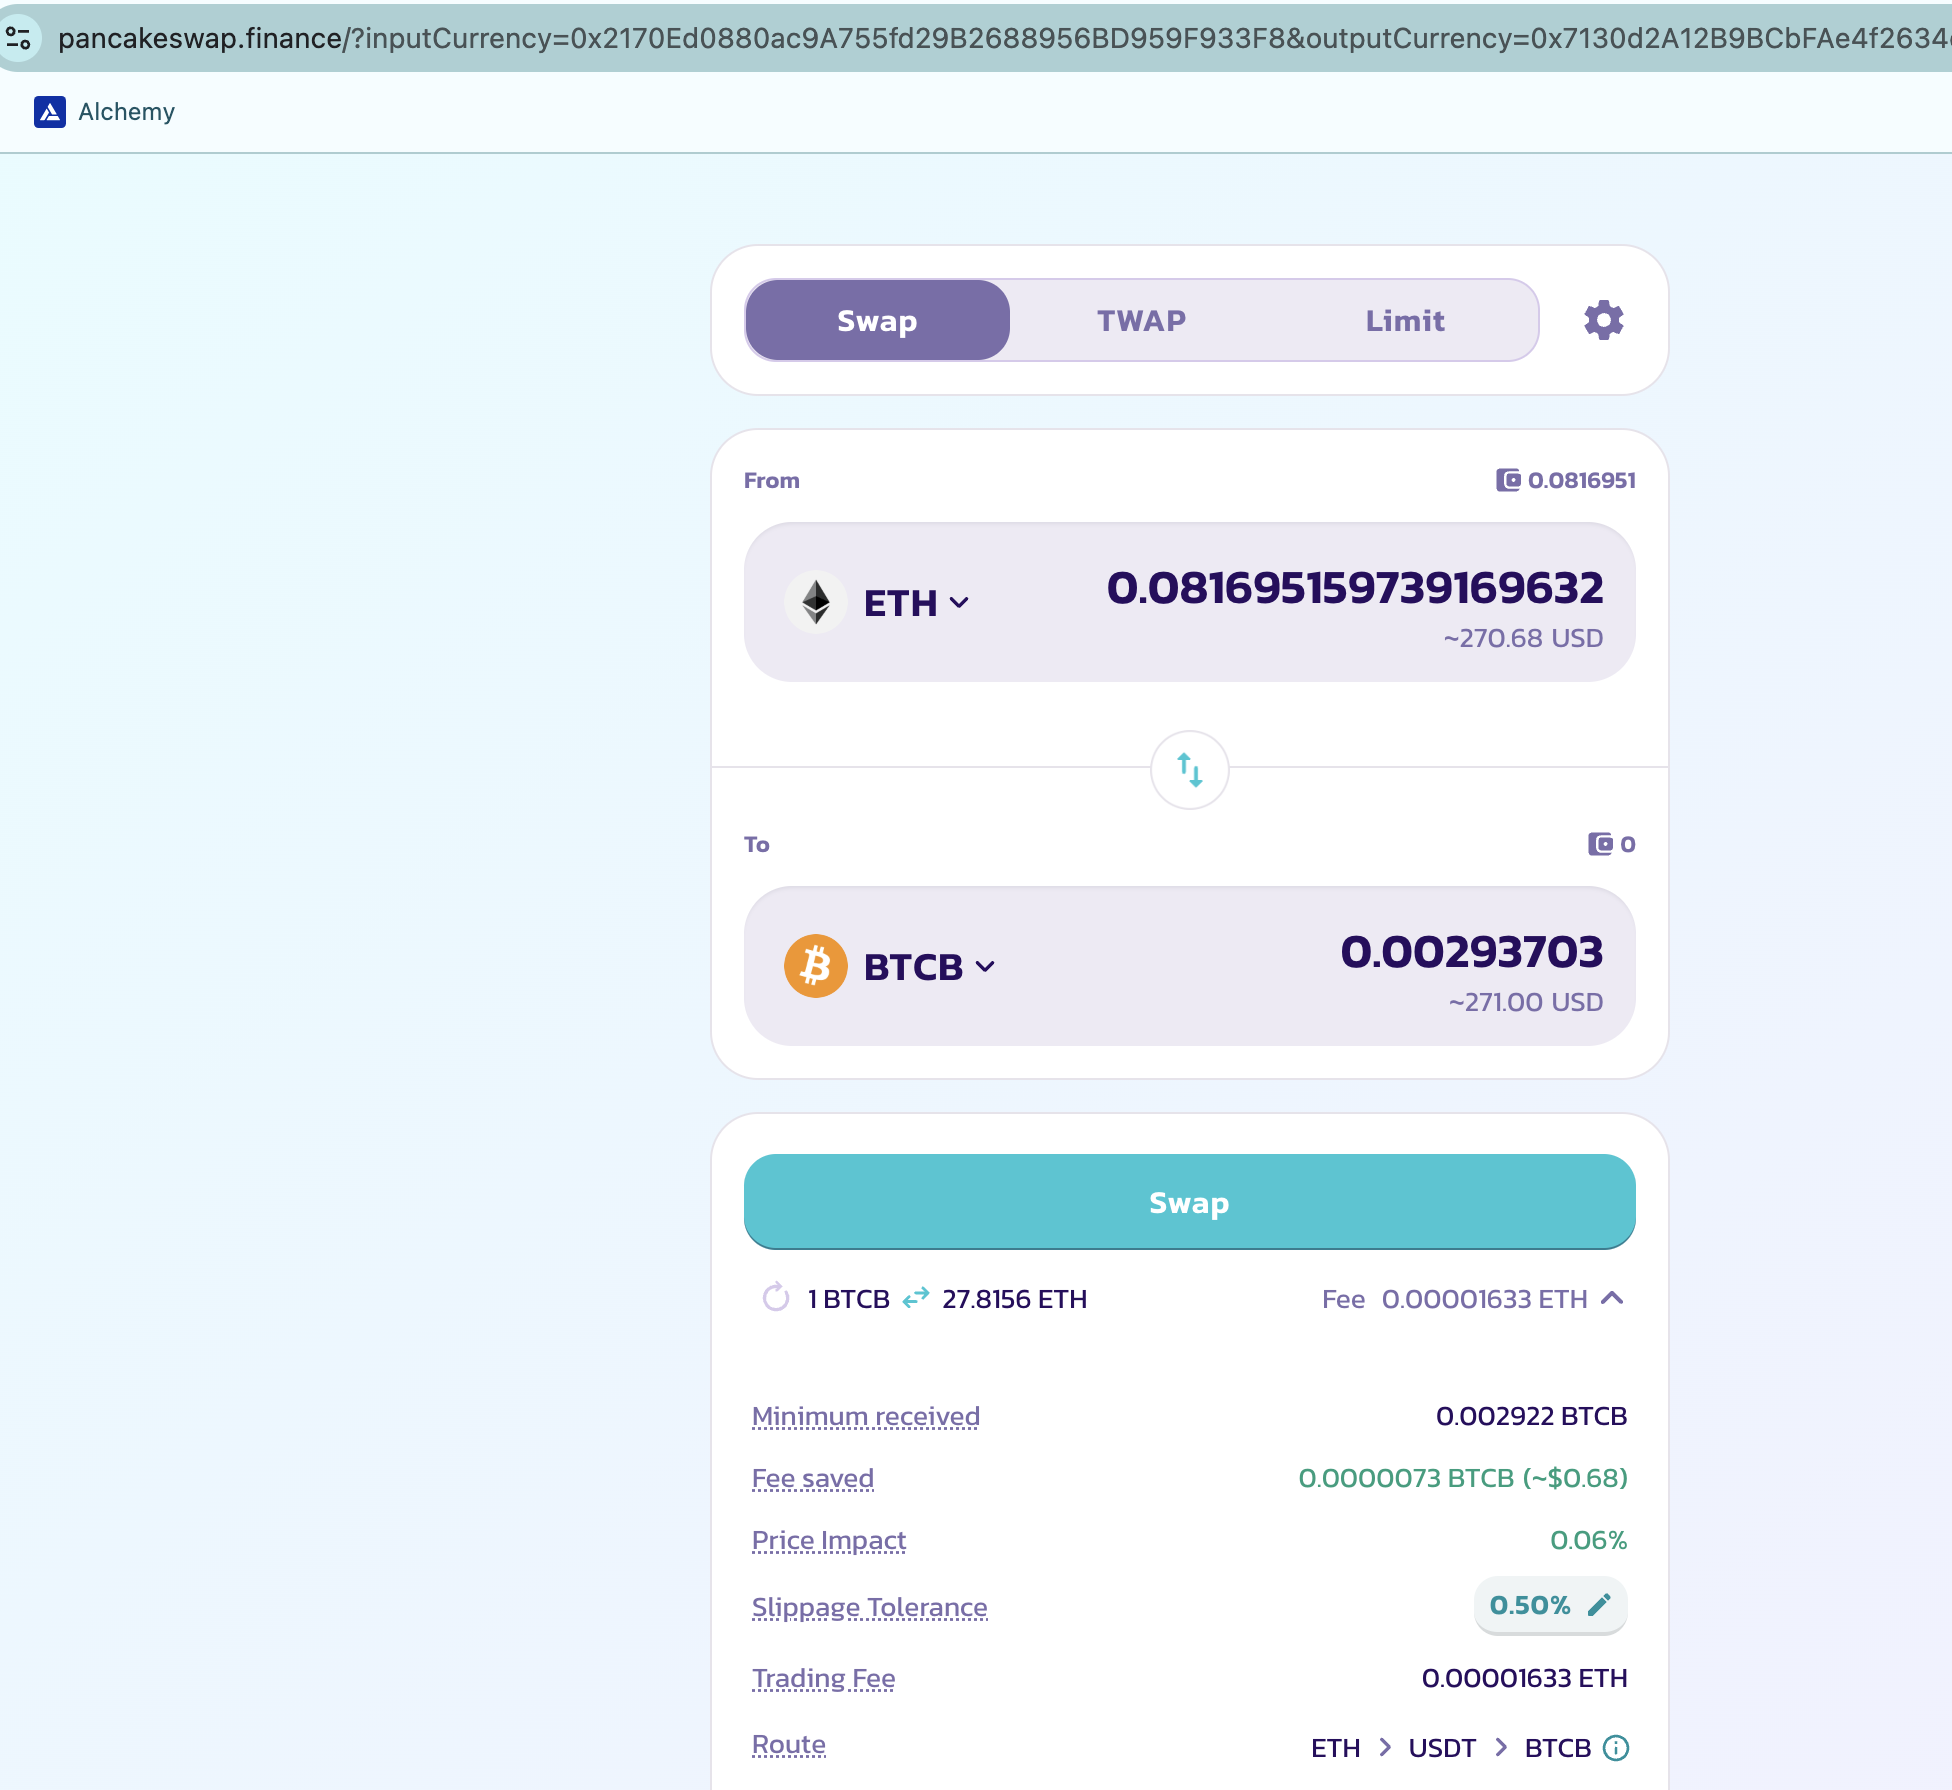 pancakeswap.finance/?inputCurrency=0x2170Ed0880ac9A755fd29B2688956BD959F933F8&outputCurrency=0x7130d2A12B9BCbFAe4f2634
Alchemy
Swap TWAP Limit
From 0.0816951
ETH 0.081695159739169632
~270.68 USD
To 0
BTCB 0.00293703
~271.00 USD
Swap
1 BTCB 27.8156 ETH Fee 0.00001633 ETH
Minimum received 0.002922 BTCB
Fee saved 0.0000073 BTCB (~$0.68)
Price Impact 0.06%
Slippage Tolerance 0.50%
Trading Fee 0.00001633 ETH
Route ETH > USDT > BTCB